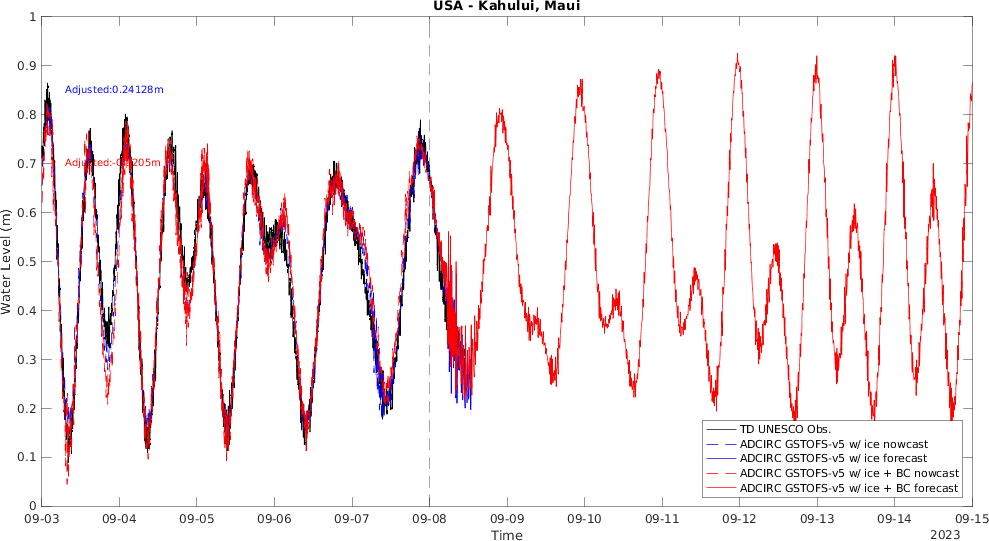 USA - Kahului, Maui
Water Level (m)
1
0.9
0.8
0.7
0.6
0.5
0.4
0.3
0.2
0.1
0
Adjusted:0.24128m
TD UNESCO Obs.
ADCIRC GSTOFS-v5 w/ ice nowcast
ADCIRC GSTOFS-v5 w/ ice forecast
ADCIRC GSTOFS-v5 w/ ice + BC nowcast
ADCIRC GSTOFS-v5 w/ ice + BC forecast
09-03 09-04 09-05 09-06 09-07 09-08 09-09 09-10 09-11 09-12 09-13 09-14 09-15
Time
2023